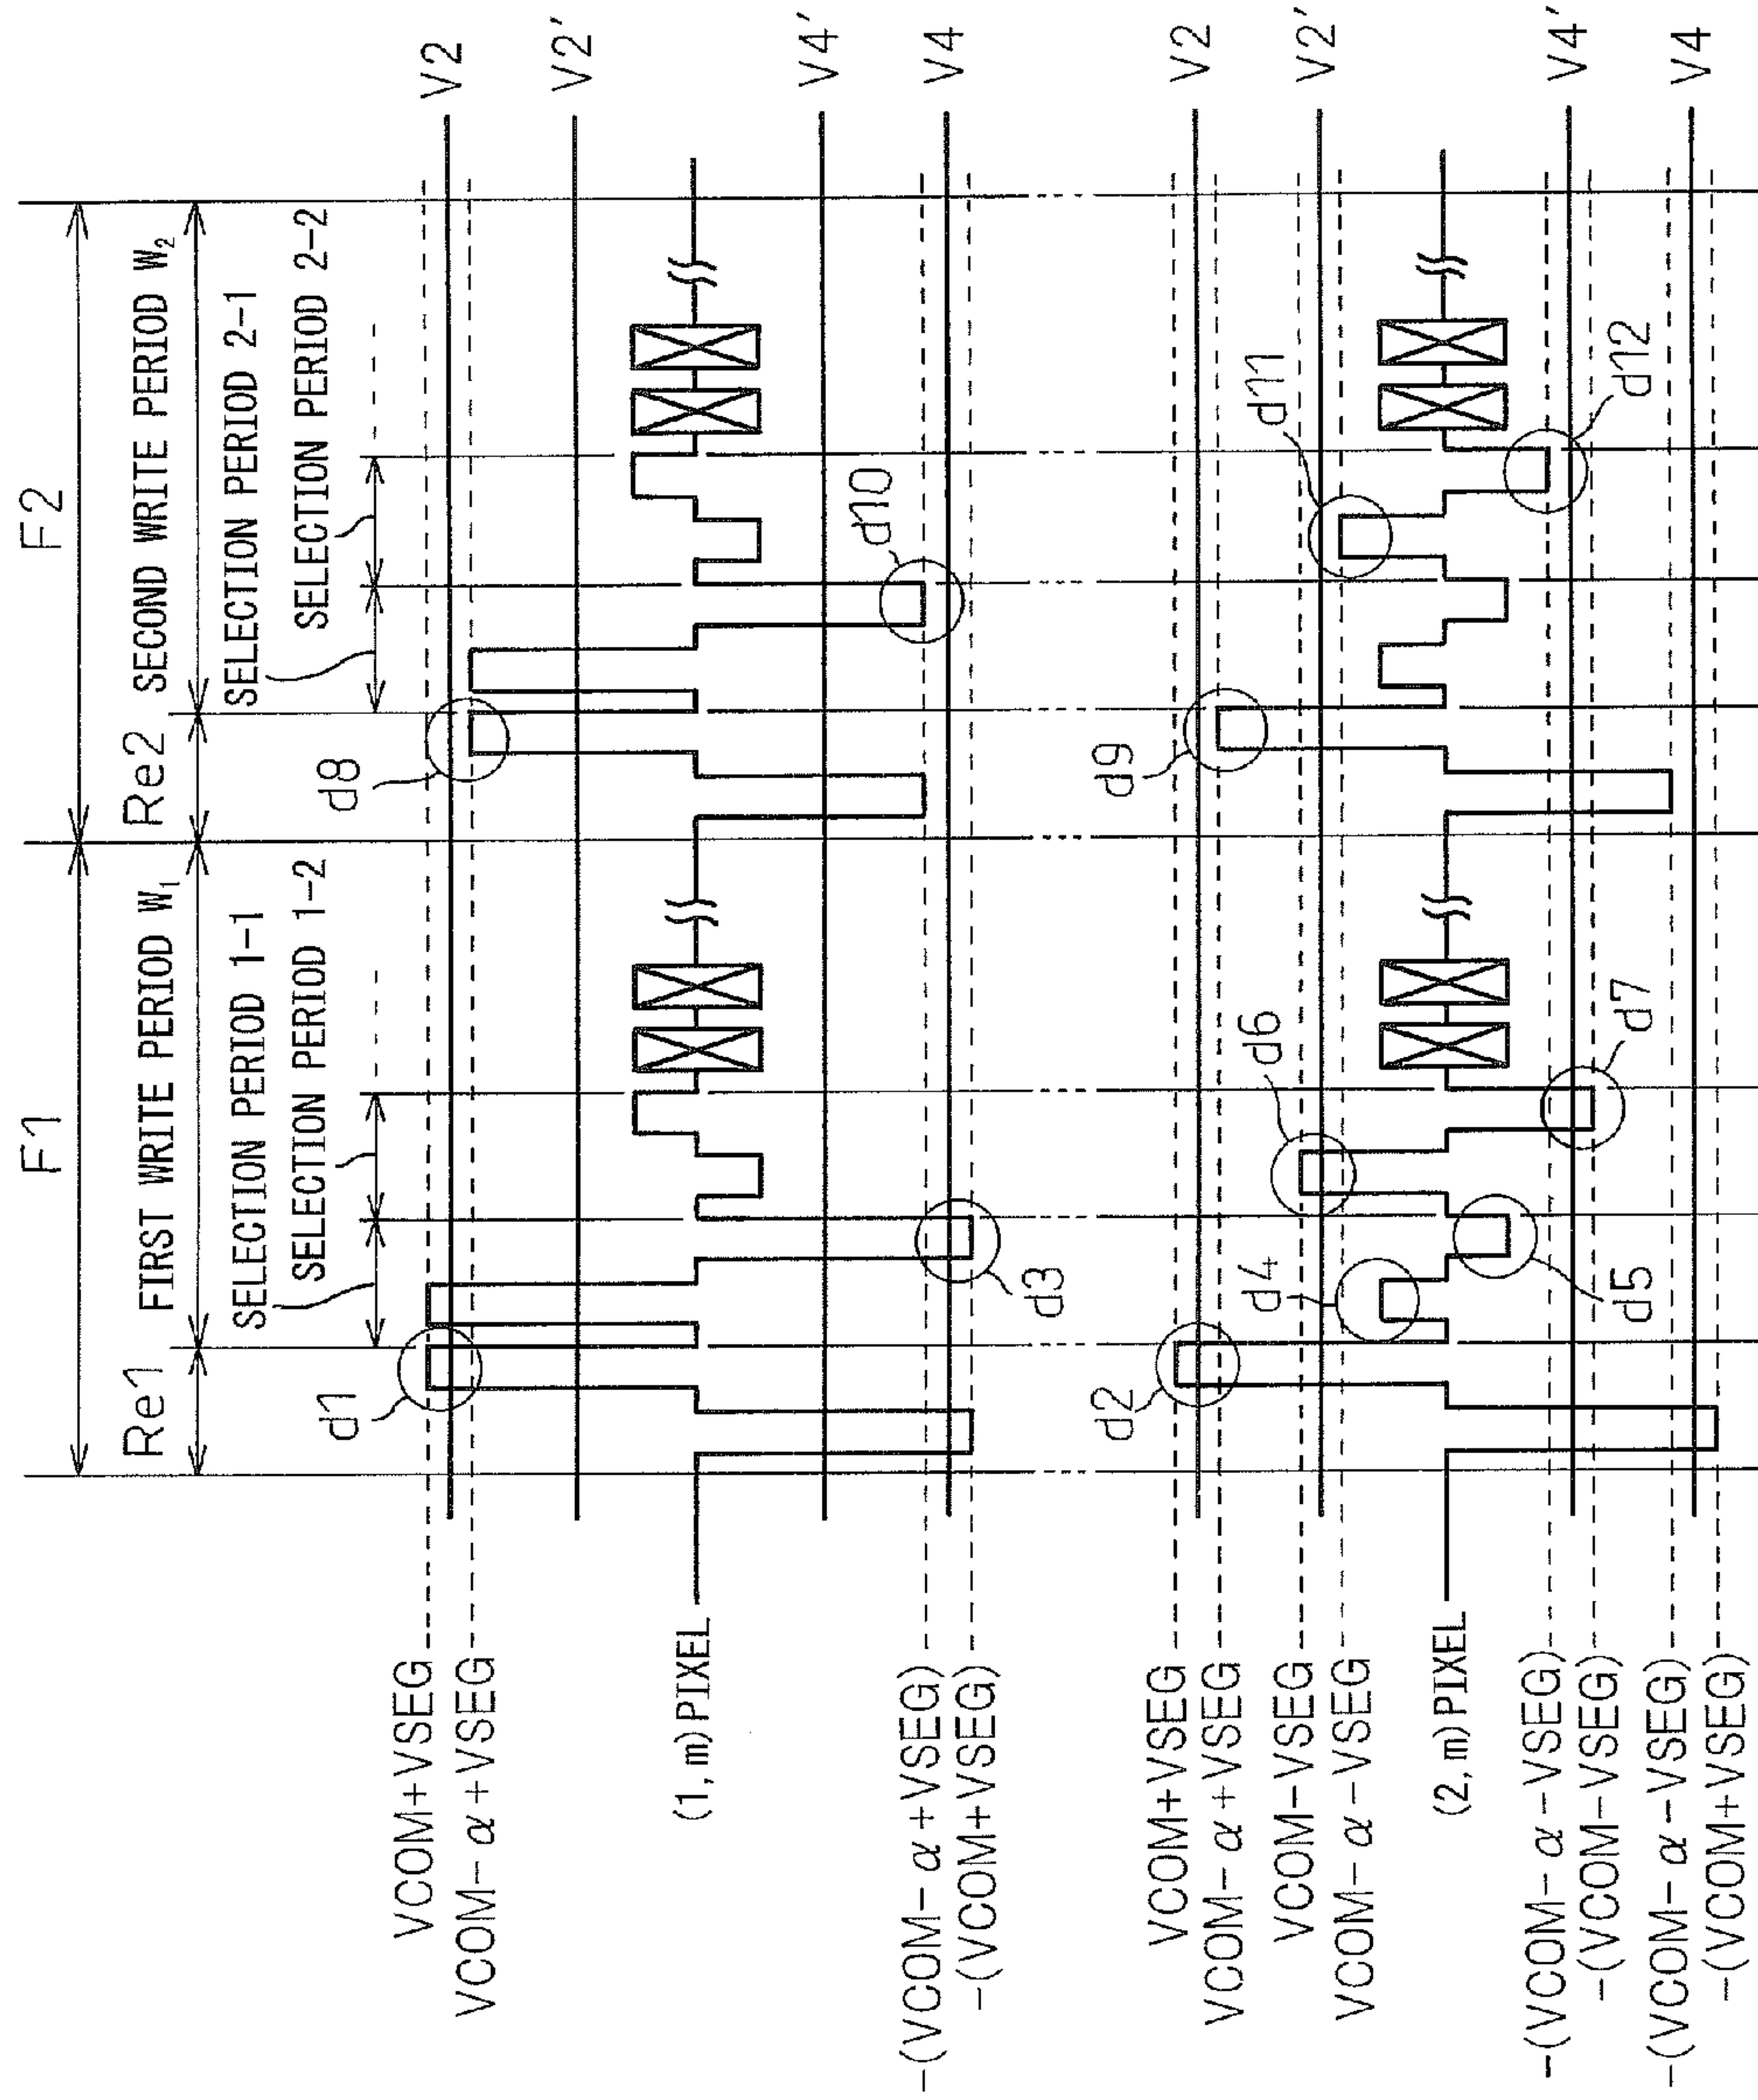 F1
F2
Re1
FIRST WRITE PERIOD W1
Re2
SECOND WRITE PERIOD W2
SELECTION PERIOD 1-1
SELECTION PERIOD 1-2
SELECTION PERIOD 2-1
SELECTION PERIOD 2-2
VCOM+VSEG
VCOM-α+VSEG
(1,m)PIXEL
-(VCOM-α+VSEG)
-(VCOM+VSEG)
d1
d3
d8
d10
V2
V2'
V4'
V4
VCOM+VSEG
VCOM-α+VSEG
VCOM-VSEG
VCOM-α-VSEG
(2,m)PIXEL
-(VCOM-α-VSEG)
-(VCOM-VSEG)
-(VCOM-α-VSEG)
-(VCOM+VSEG)
d2
d4
d5
d6
d7
d9
d11
d12
V2
V2'
V4'
V4